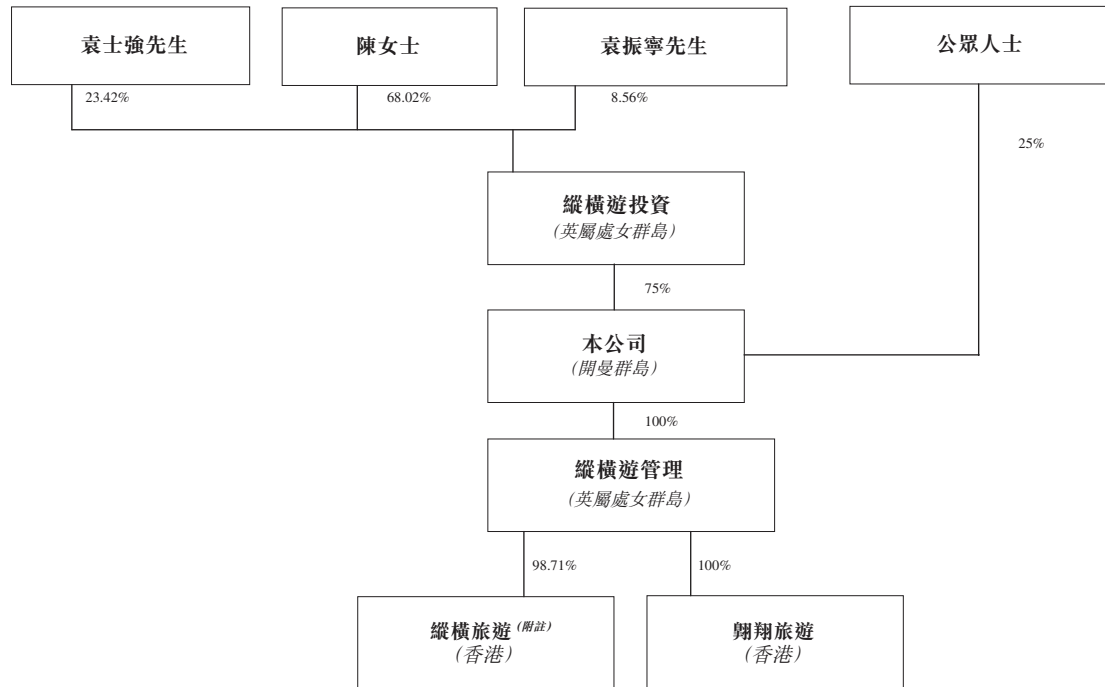 袁士強先生
陳女士
袁振寧先生
公眾人士
23.42%
68.02%
8.56%
25%
縱橫遊投資
(英屬處女群島)
75%
本公司
(開曼群島)
100%
縱橫遊管理
(英屬處女群島)
98.71%
100%
縱橫旅遊(附註)
(香港)
翺翔旅遊
(香港)